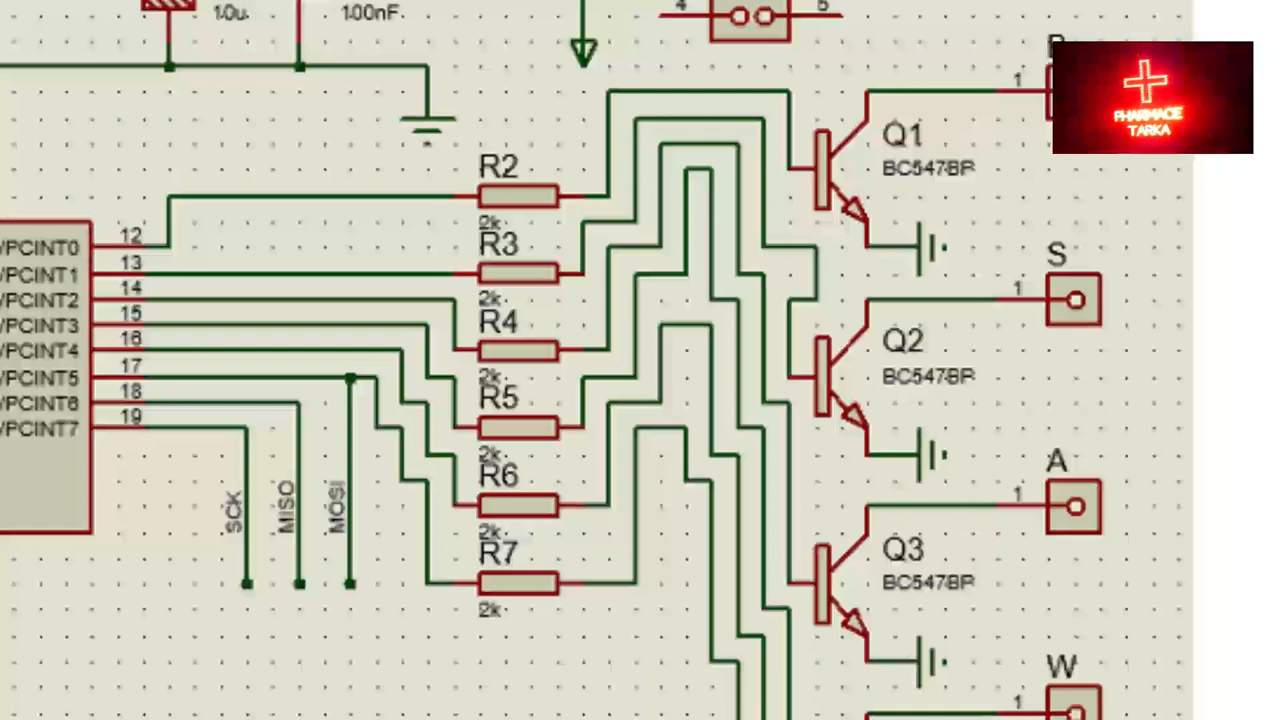 10u
100nF
4
5
1
PHARMACIE
TARKA
Q1
BC547BP
R2
2k
/PCINT0
12
R3
2k
/PCINT1
13
S
1
/PCINT2
14
R4
2k
/PCINT3
15
Q2
BC547BP
/PCINT4
16
/PCINT5
17
R5
2k
/PCINT6
18
/PCINT7
19
A
1
R6
2k
SCK
MISO
MOSI
Q3
BC547BP
R7
2k
W
1